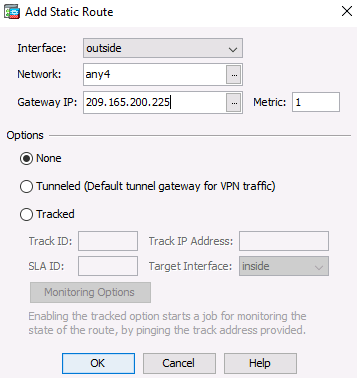 Add Static Route
Interface: outside
Network: any4
Gateway IP: 209.165.200.225 Metric: 1
Options
None
Tunneled (Default tunnel gateway for VPN traffic)
Tracked
Track ID: Track IP Address:
SLA ID: Target Interface: inside
Monitoring Options
Enabling the tracked option starts a job for monitoring the
state of the route, by pinging the track address provided.
OK Cancel Help